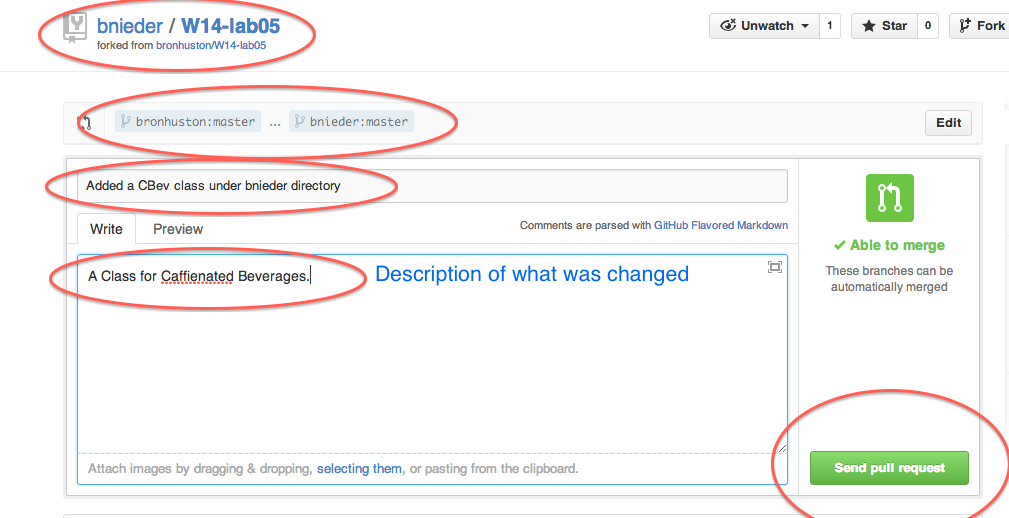 bnieder / W14-lab05
forked from bronhuston/W14-lab05
Unwatch 1
Star 0
Fork
bronhuston:master ... bnieder:master
Edit
Added a CBev class under bnieder directory
Write Preview
Comments are parsed with GitHub Flavored Markdown
A Class for Caffienated Beverages.
Description of what was changed
Attach images by dragging & dropping, selecting them, or pasting from the clipboard.
Able to merge
These branches can be
automatically merged
Send pull request